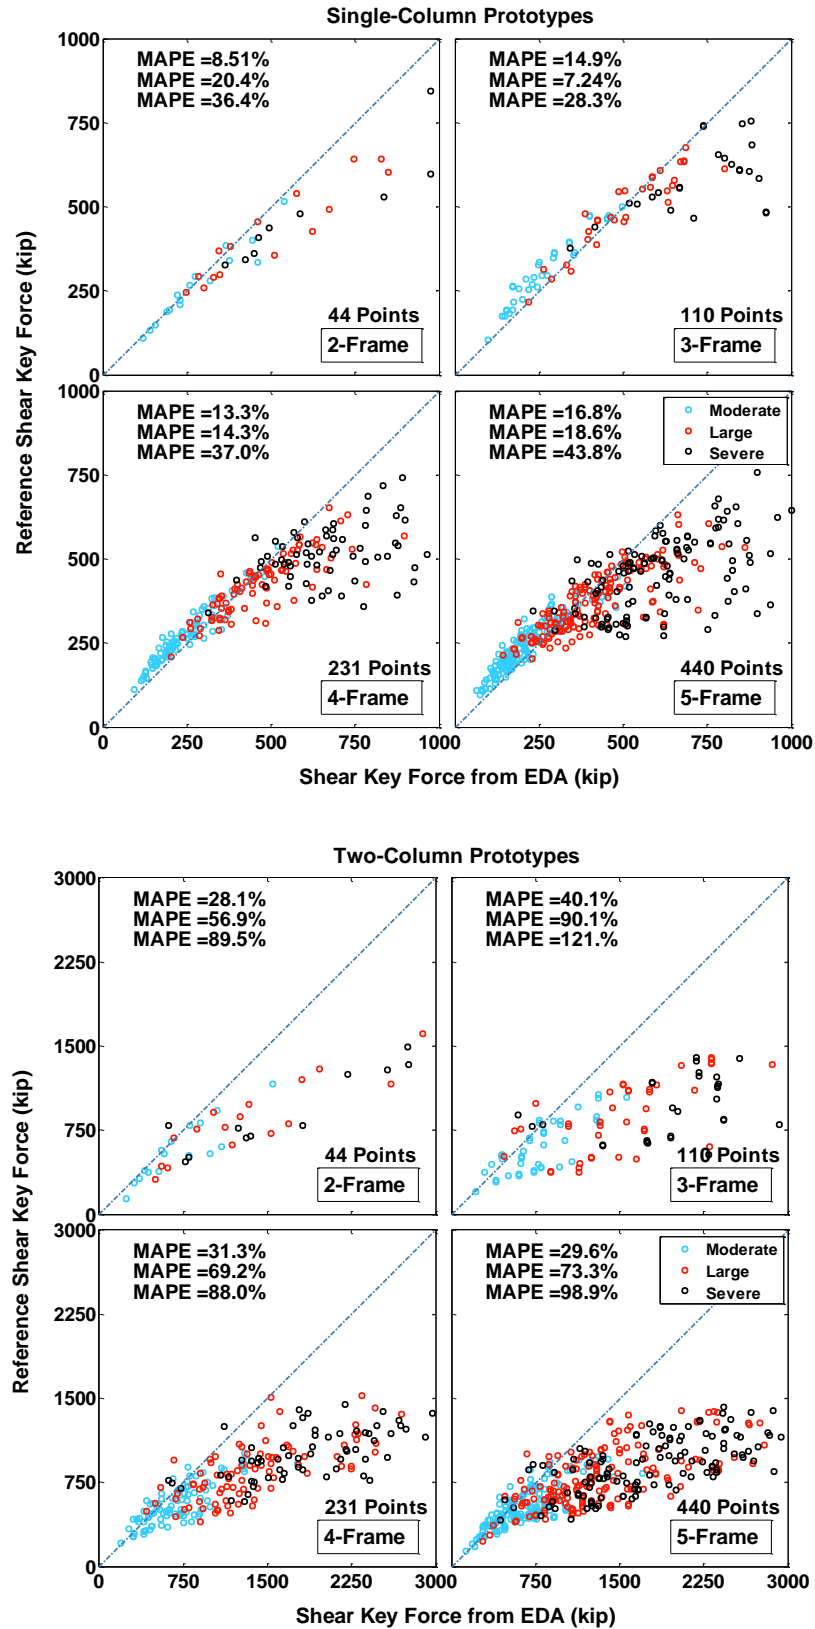 Single-Column Prototypes
1000
MAPE =8.51%
MAPE =20.4%
MAPE =36.4%
MAPE =14.9%
MAPE =7.24%
MAPE =28.3%
750
500
250
0
44 Points
2-Frame
110 Points
3-Frame
Reference Shear Key Force (kip)
1000
MAPE =13.3%
MAPE =14.3%
MAPE =37.0%
MAPE =16.8%
MAPE =18.6%
MAPE =43.8%
Moderate
Large
Severe
750
500
250
0
231 Points
4-Frame
440 Points
5-Frame
0 250 500 750 1000 250 500 750 1000
Shear Key Force from EDA (kip)
Two-Column Prototypes
3000
MAPE =28.1%
MAPE =56.9%
MAPE =89.5%
MAPE =40.1%
MAPE =90.1%
MAPE =121.%
2250
1500
750
0
44 Points
2-Frame
110 Points
3-Frame
Reference Shear Key Force (kip)
3000
MAPE =31.3%
MAPE =69.2%
MAPE =88.0%
MAPE =29.6%
MAPE =73.3%
MAPE =98.9%
Moderate
Large
Severe
2250
1500
750
0
231 Points
4-Frame
440 Points
5-Frame
0 750 1500 2250 3000 750 1500 2250 3000
Shear Key Force from EDA (kip)